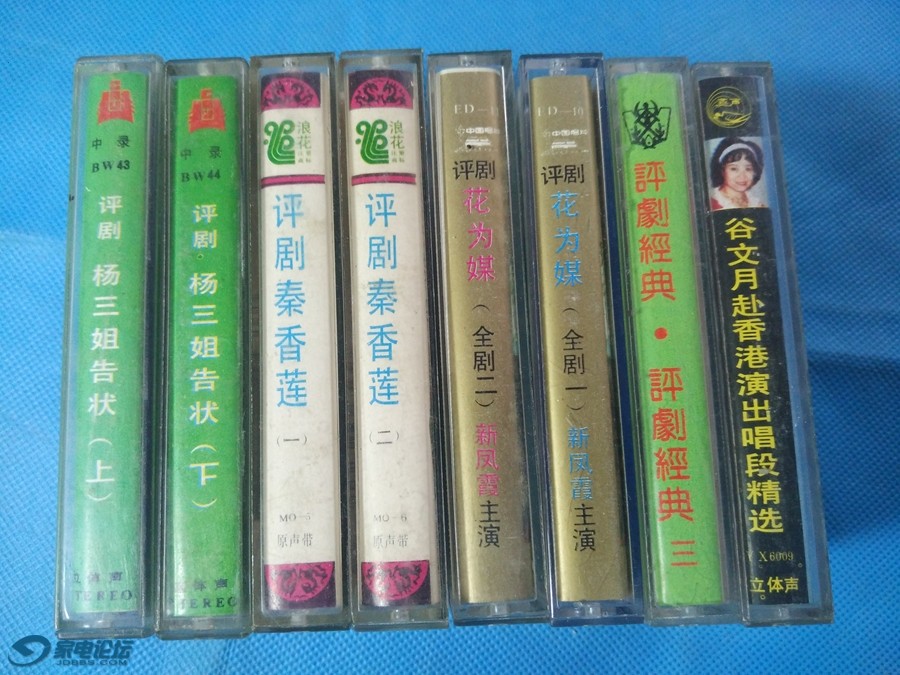 中录
BW43
评剧 杨三姐告状（上）
立体声
TEREO
中录
BW44
评剧 杨三姐告状（下）
立体声
TEREO
浪花
评剧秦香莲
（一）
MO-5
原声带
浪花
评剧秦香莲
（二）
MO-6
原声带
ED-1
中国
评剧 花为媒（全剧二）新凤霞主演
ED-10
中国
评剧 花为媒（全剧一）新凤霞主演
評劇經典·評劇經典 三
谷文月赴香港演出唱段精选
X6009
立体声
家电论坛
JDBBS.COM